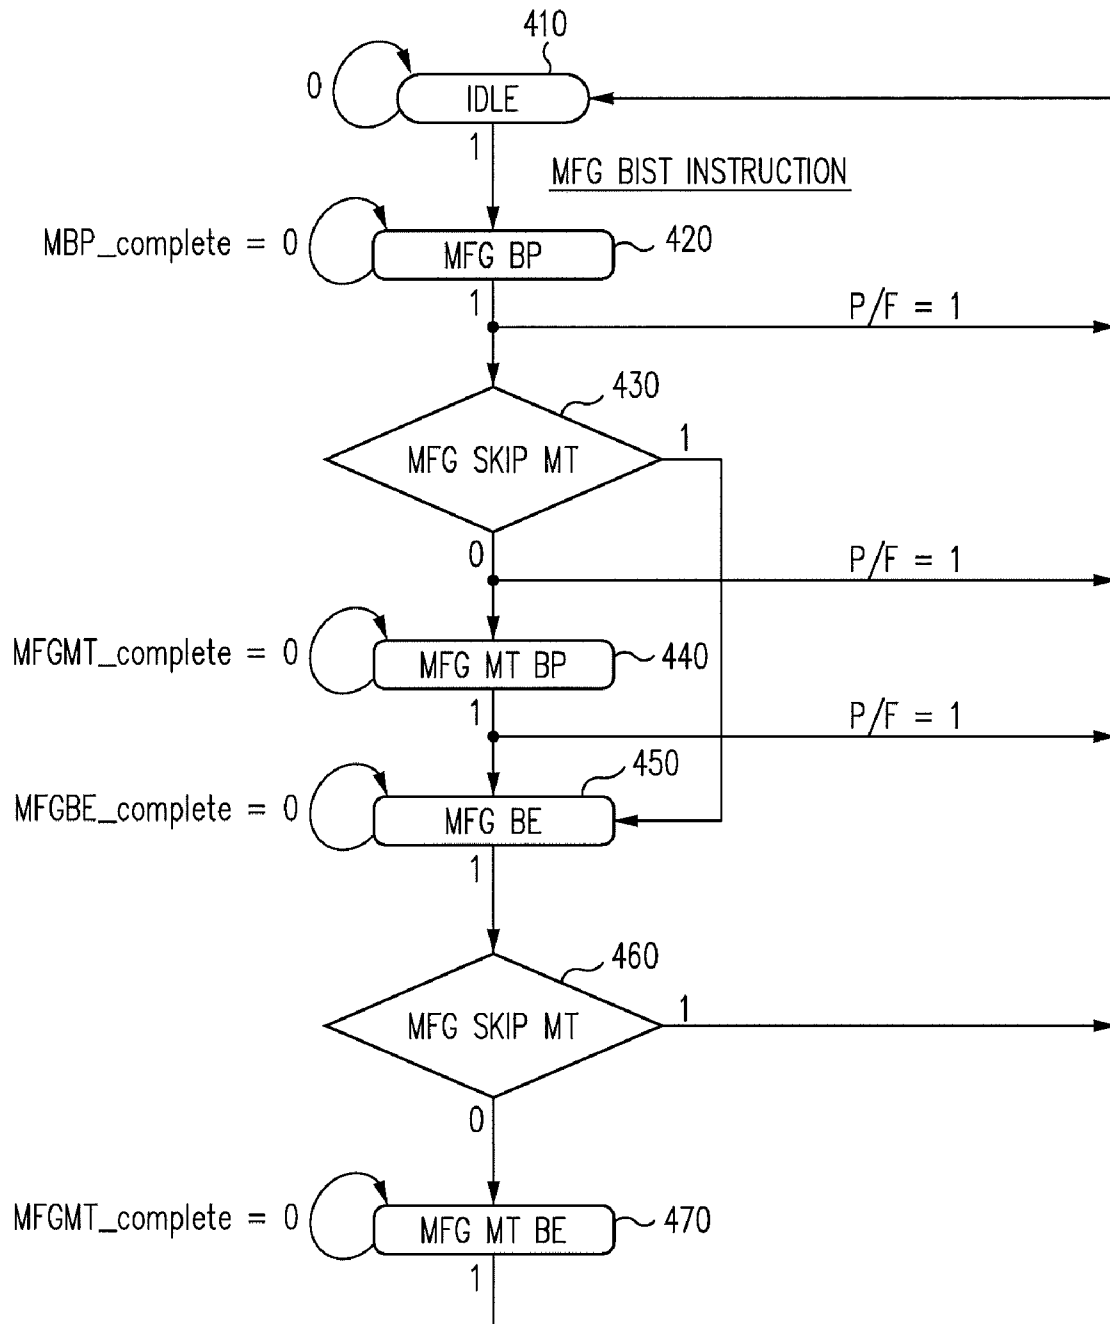 410
0
IDLE
1
MFG BIST INSTRUCTION
MBP_complete = 0
MFG BP
420
1
P/F = 1
430
MFG SKIP MT
1
0
P/F = 1
MFGMT_complete = 0
MFG MT BP
440
1
P/F = 1
450
MFGBE_complete = 0
MFG BE
1
460
MFG SKIP MT
1
0
MFGMT_complete = 0
MFG MT BE
470
1